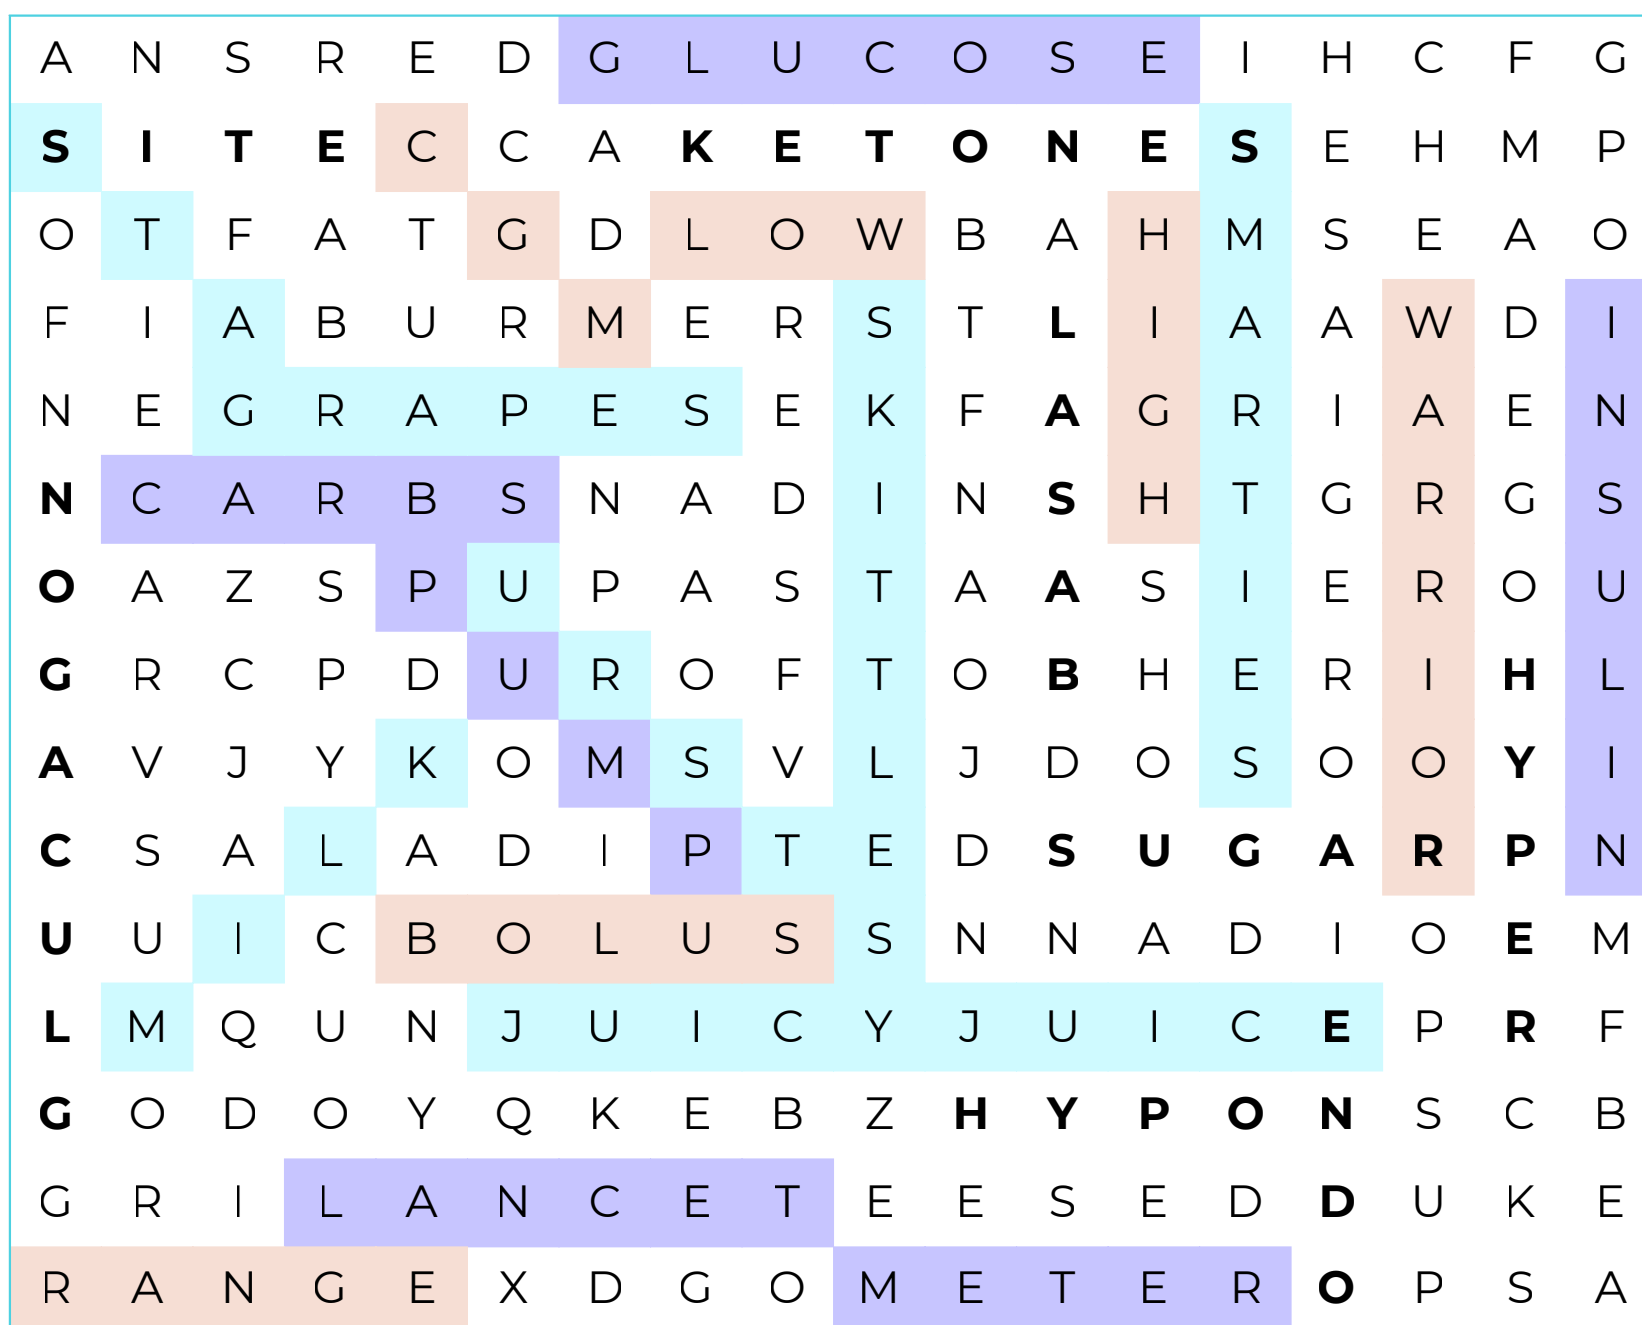 A N S R E D G L U C O S E I H C F G
S I T E C C A K E T O N E S E H M P
O T F A T G D L O W B A H M S E A O
F I A B U R M E R S T L I A A W D I
N E G R A P E S E K F A G R I A E N
N C A R B S N A D I N S H T G R G S
O A Z S P U P A S T A A S I E R O U
G R C P D U R O F T O B H E R I H L
A V J Y K O M S V L J D O S O O Y I
C S A L A D I P T E D S U G A R P N
U U I C B O L U S S N N A D I O E M
L M Q U N J U I C Y J U I C E P R F
G O D O Y Q K E B Z H Y P O N S C B
G R I L A N C E T E E S E D D U K E
R A N G E X D G O M E T E R O P S A